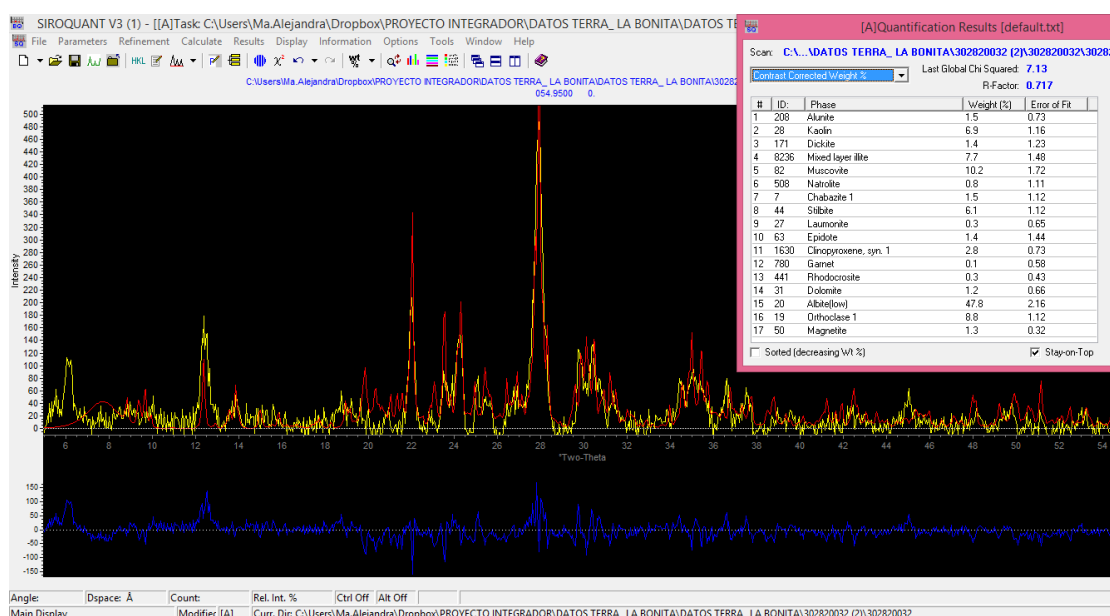 SIROQUANT V3 (1) - [[A]Task: C:\Users\Ma.Alejandra\Dropbox\PROYECTO INTEGRADOR\DATOS TERRA_ LA BONITA\DATOS TE
File Parameters Refinement Calculate Results Display Information Options Tools Window Help
HKL
C:\Users\Ma.Alejandra\Dropbox\PROYECTO INTEGRADOR\DATOS TERRA_ LA BONITA\DATOS TERRA_ LA BONITA\30282
054.9500 0.
[A]Quantification Results [default.txt]
Scan: C:\...\DATOS TERRA_ LA BONITA\302820032 (2)\302820032\30282
Contrast Corrected Weight %
Last Global Chi Squared: 7.13
R-Factor: 0.717
# ID: Phase Weight (%) Error of Fit
1 208 Alunite 1.5 0.73
2 28 Kaolin 6.9 1.16
3 171 Dickite 1.4 1.23
4 8236 Mixed layer illite 7.7 1.48
5 82 Muscovite 10.2 1.72
6 508 Natrolite 0.8 1.11
7 7 Chabazite 1 1.5 1.12
8 44 Stilbite 6.1 1.12
9 27 Laumonite 0.3 0.65
10 63 Epidote 1.4 1.44
11 1630 Clinopyroxene, syn. 1 2.8 0.73
12 780 Garnet 0.1 0.58
13 441 Rhodocrosite 0.3 0.43
14 31 Dolomite 1.2 0.66
15 20 Albite(low) 47.8 2.16
16 19 Orthoclase 1 8.8 1.12
17 50 Magnetite 1.3 0.32
Sorted (decreasing Wt %) Stay-on-Top
Intensity
500
480
460
440
420
400
380
360
340
320
300
280
260
240
220
200
180
160
140
120
100
80
60
40
20
0
6 8 10 12 14 16 18 20 22 24 26 28 30 32 34 36 38 40 42 44 46 48 50 52 54
°Two-Theta
150
100
50
0
-50
-100
-150
Angle: Dspace: Å Count: Rel. Int. % Ctrl Off Alt Off
Main Display Modifier [A] Curr. Dir: C:\Users\Ma.Alejandra\Dropbox\PROYECTO INTEGRADOR\DATOS TERRA_ LA BONITA\DATOS TERRA_ LA BONITA\302820032 (2)\302820032